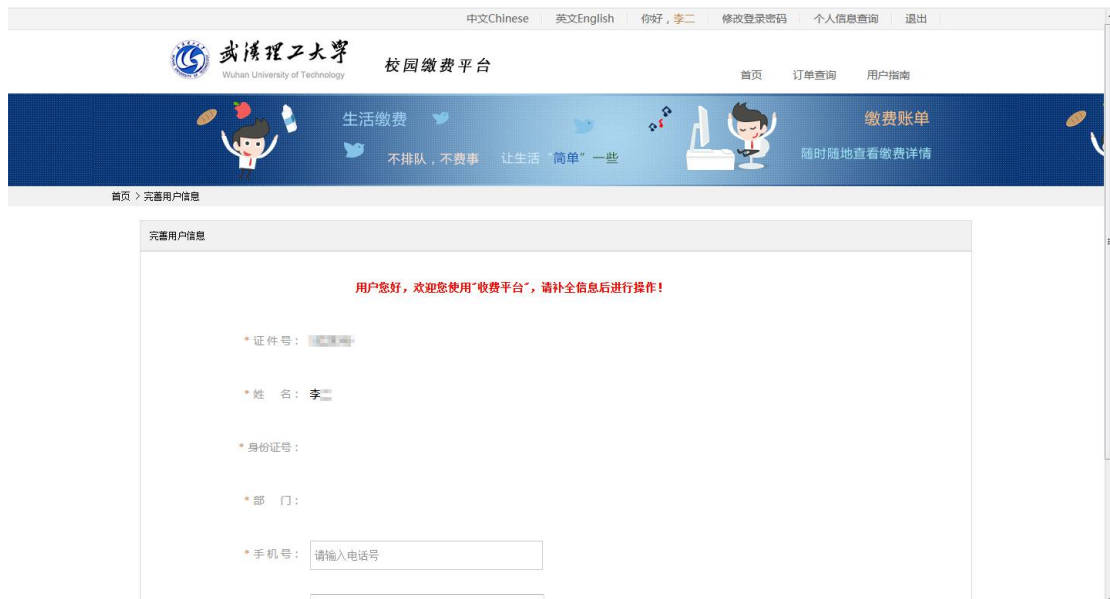 中文Chinese 英文English 你好，李二 修改登录密码 个人信息查询 退出
武汉理工大学
Wuhan University of Technology
校园缴费平台
首页 订单查询 用户指南
生活缴费
不排队，不费事 让生活“简单”一些
缴费账单
随时随地查看缴费详情
首页 > 完善用户信息
完善用户信息
用户您好，欢迎您使用"收费平台"，请补全信息后进行操作！
* 证 件 号：
* 姓 名： 李
* 身份证号：
* 部 门：
* 手 机 号： 请输入电话号